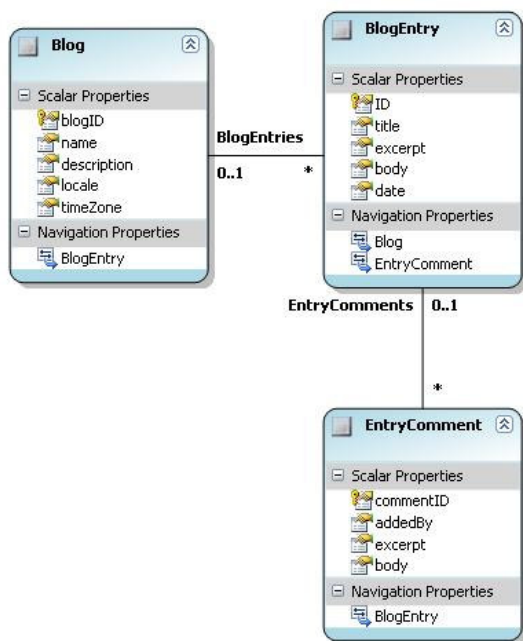 Blog
Scalar Properties
blogID
name
description
locale
timeZone
Navigation Properties
BlogEntry
BlogEntries
0..1
*
BlogEntry
Scalar Properties
ID
title
excerpt
body
date
Navigation Properties
Blog
EntryComment
EntryComments
0..1
*
EntryComment
Scalar Properties
commentID
addedBy
excerpt
body
Navigation Properties
BlogEntry